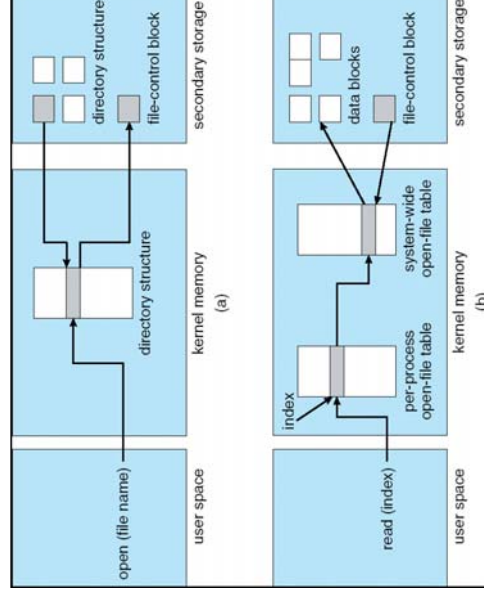 open (file name)
user space
directory structure
kernel memory
(a)
directory structure
file-control block
secondary storage
index
read (index)
user space
per-process
open-file table
system-wide
open-file table
kernel memory
(b)
data blocks
file-control block
secondary storage